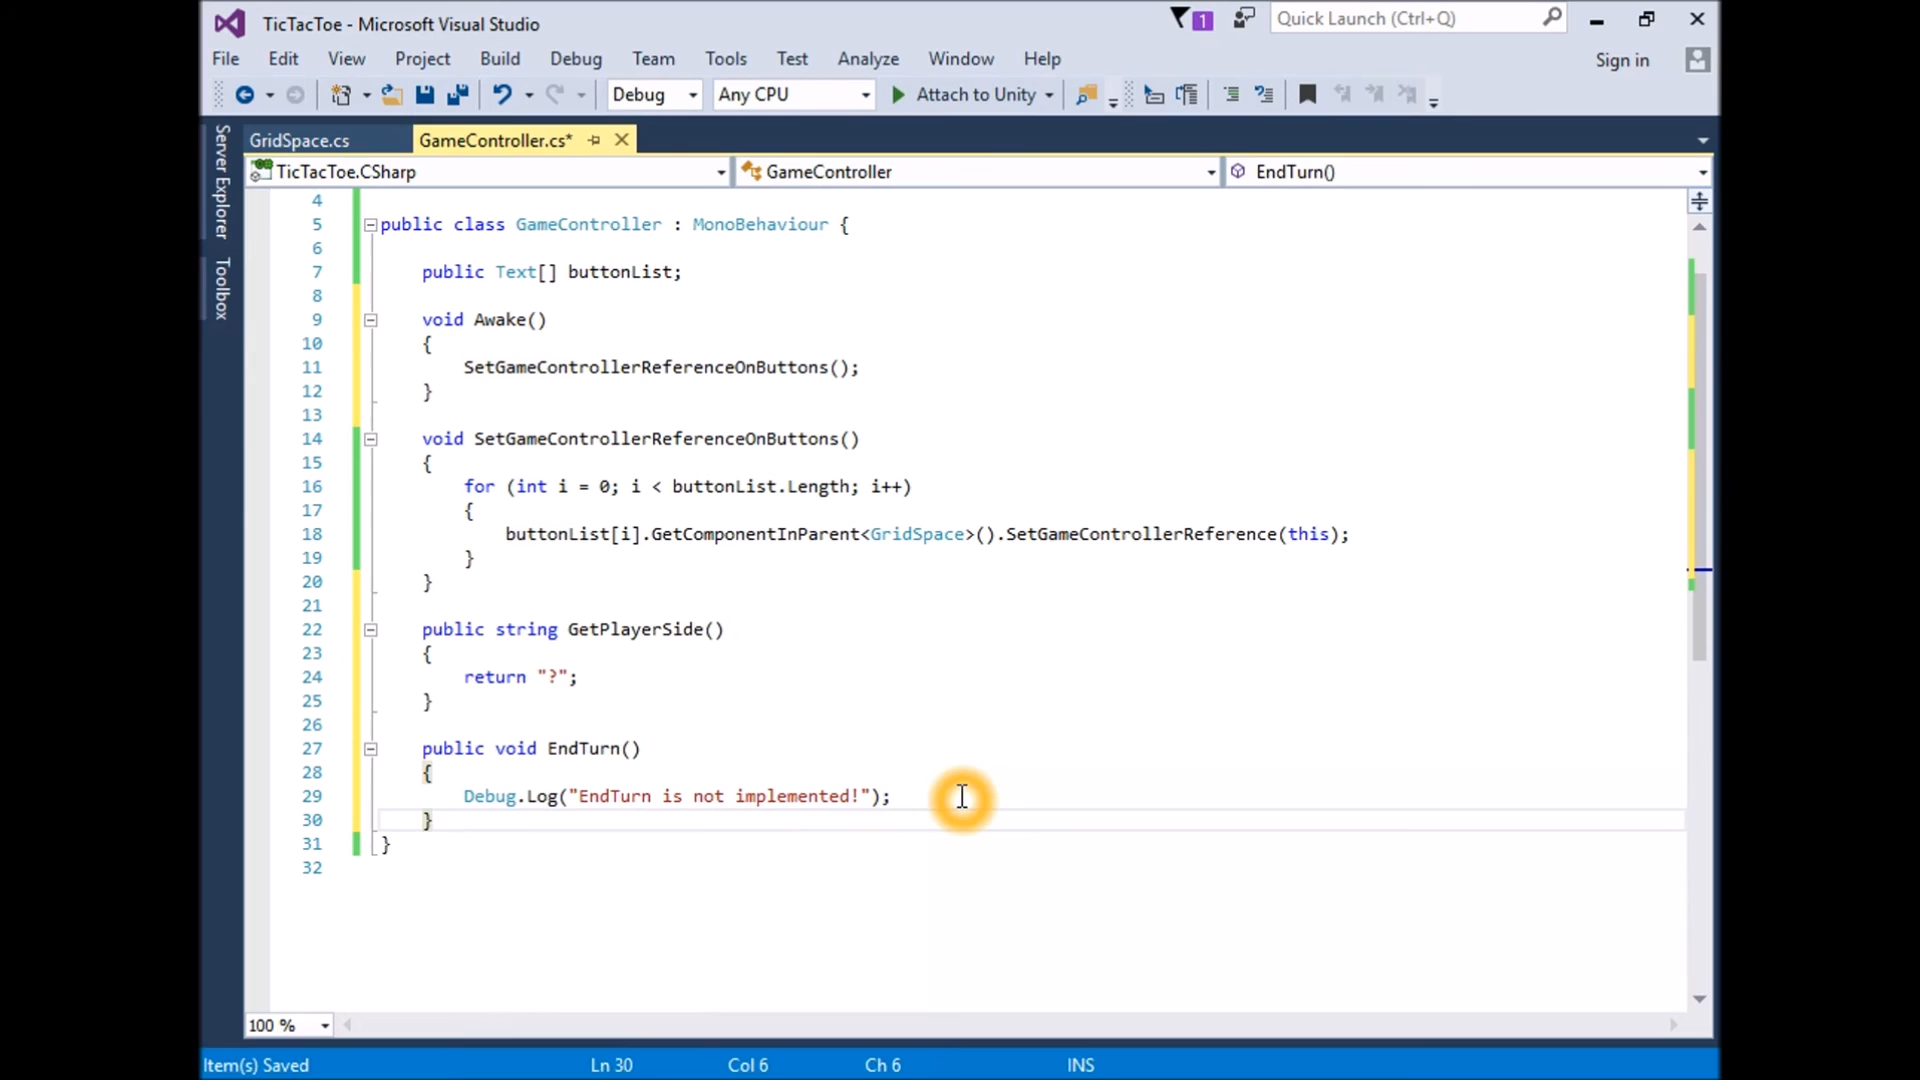 TicTacToe - Microsoft Visual Studio
1
Quick Launch (Ctrl+Q)
File Edit View Project Build Debug Team Tools Test Analyze Window Help
Sign in
Debug Any CPU Attach to Unity
Server Explorer
Toolbox
GridSpace.cs GameController.cs*
TicTacToe.CSharp GameController EndTurn()
4
5 public class GameController : MonoBehaviour {
6
7 public Text[] buttonList;
8
9 void Awake()
10 {
11 SetGameControllerReferenceOnButtons();
12 }
13
14 void SetGameControllerReferenceOnButtons()
15 {
16 for (int i = 0; i < buttonList.Length; i++)
17 {
18 buttonList[i].GetComponentInParent<GridSpace>().SetGameControllerReference(this);
19 }
20 }
21
22 public string GetPlayerSide()
23 {
24 return "?";
25 }
26
27 public void EndTurn()
28 {
29 Debug.Log("EndTurn is not implemented!");
30 }
31 }
32
100 %
Item(s) Saved Ln 30 Col 6 Ch 6 INS